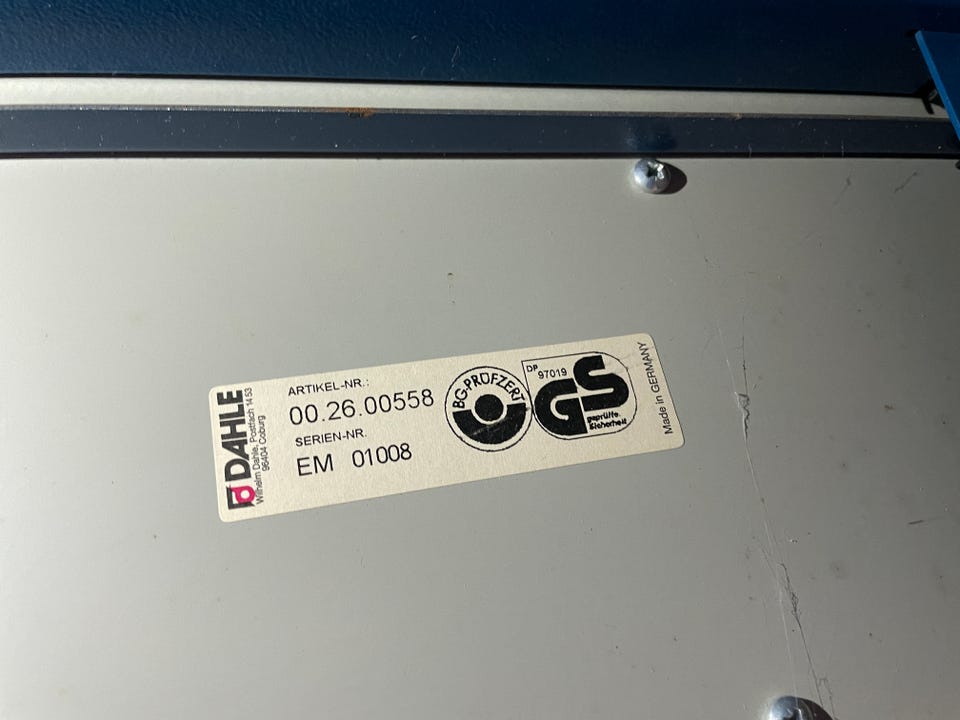 DAHLE
Wilhelm Dahle, Postfach 1453
96404 Coburg
ARTIKEL-NR.:
00.26.00558
SERIEN-NR.
EM 01008
BG-PRÜFZERT
DP
97019
GS
geprüfte
Sicherheit
Made in GERMANY